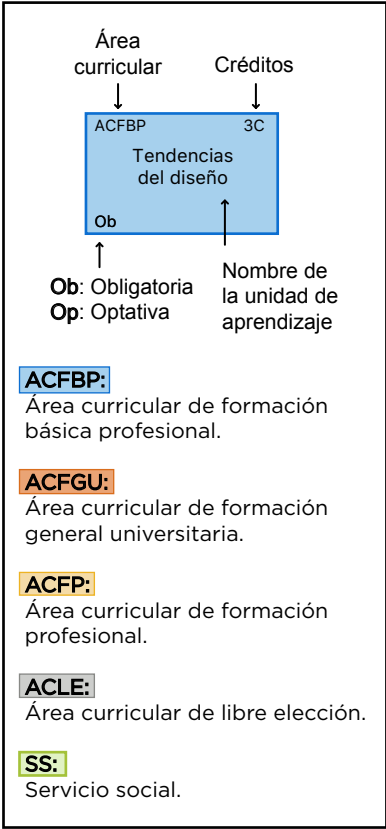 Área
curricular
Créditos
ACFBP 3C
Tendencias
del diseño
Ob
Ob: Obligatoria
Op: Optativa
Nombre de
la unidad de
aprendizaje
ACFBP:
Área curricular de formación
básica profesional.
ACFGU:
Área curricular de formación
general universitaria.
ACFP:
Área curricular de formación
profesional.
ACLE:
Área curricular de libre elección.
SS:
Servicio social.